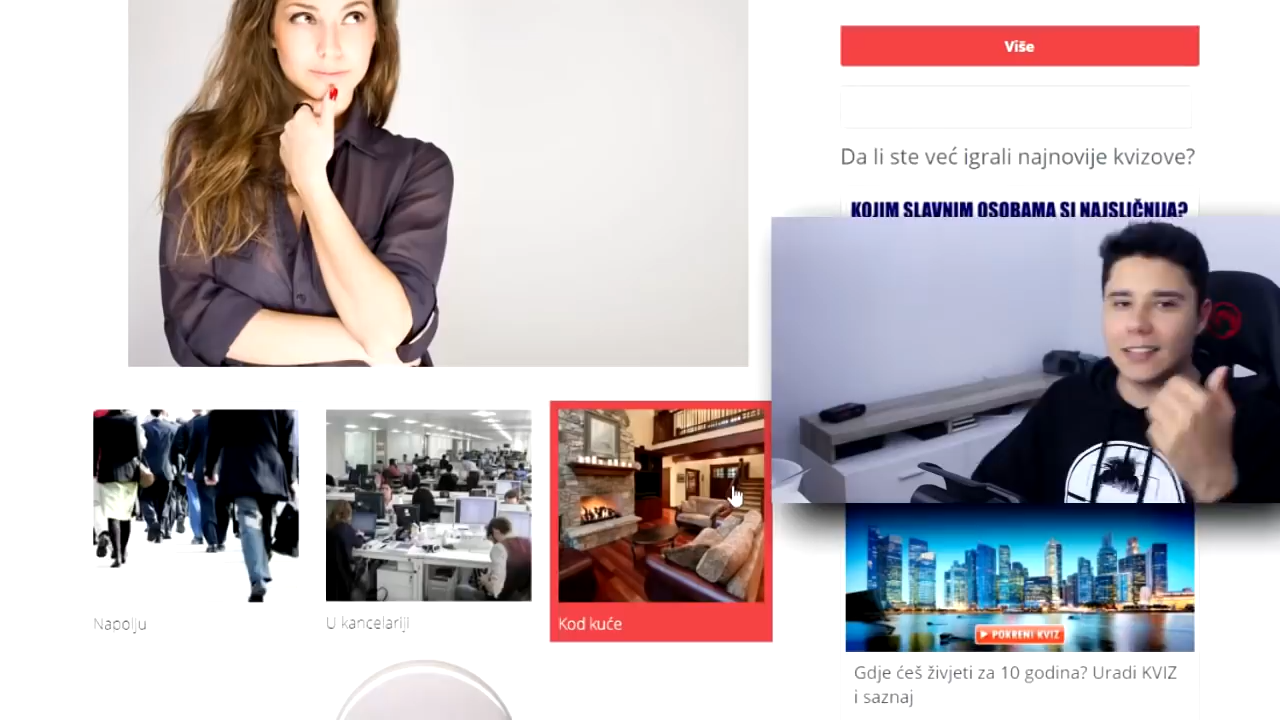 Više
Da li ste već igrali najnovije kvizove?
KOJIM SLAVNIM OSOBAMA SI NAJSLIČNIJA?
Napolju
U kancelariji
Kod kuće
POKRENI KVIZ
Gdje ćeš živjeti za 10 godina? Uradi KVIZ
i saznaj